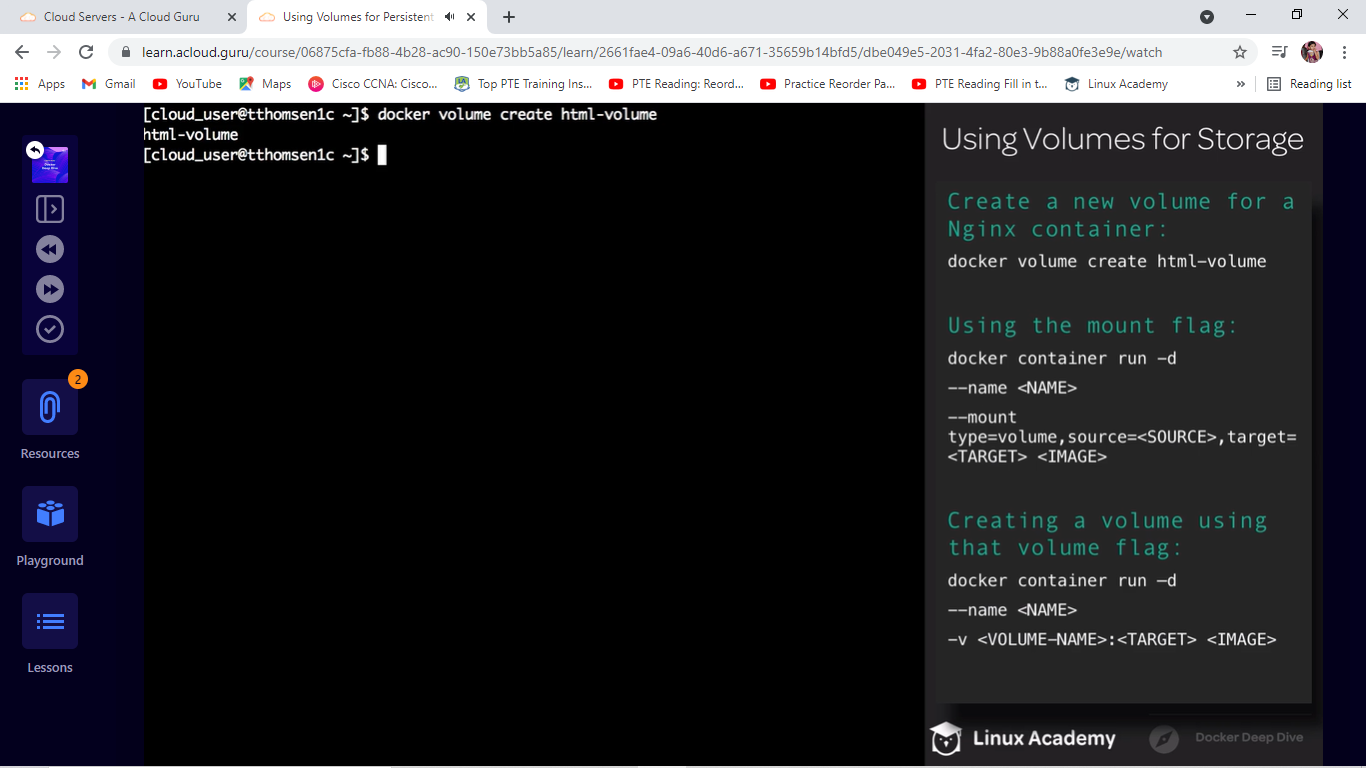 Cloud Servers - A Cloud Guru
Using Volumes for Persistent
learn.acloud.guru/course/06875cfa-fb88-4b28-ac90-150e73bb5a85/learn/2661fae4-09a6-40d6-a671-35659b14bfd5/dbe049e5-2031-4fa2-80e3-9b88a0fe3e9e/watch
Apps
Gmail
YouTube
Maps
Cisco CCNA: Cisco...
Top PTE Training Ins...
PTE Reading: Reord...
Practice Reorder Pa...
PTE Reading Fill in t...
Linux Academy
»
Reading list
2
Resources
Playground
Lessons
[cloud_user@tthomsen1c ~]$ docker volume create html-volume
html-volume
[cloud_user@tthomsen1c ~]$
Using Volumes for Storage
Create a new volume for a
Nginx container:
docker volume create html-volume
Using the mount flag:
docker container run -d
--name <NAME>
--mount
type=volume,source=<SOURCE>,target=
<TARGET> <IMAGE>
Creating a volume using
that volume flag:
docker container run -d
--name <NAME>
-v <VOLUME-NAME>:<TARGET> <IMAGE>
Linux Academy
Docker Deep Dive